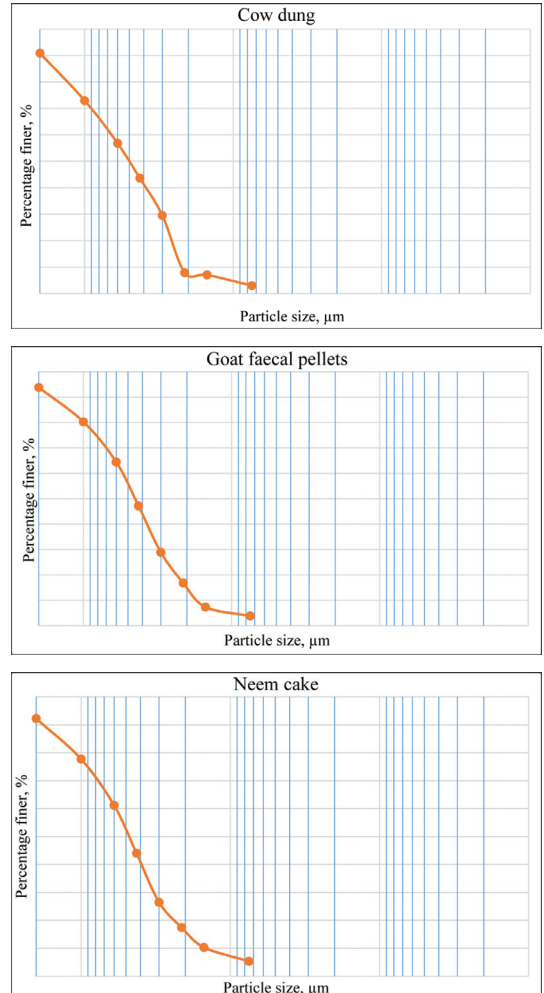 Cow dung
Percentage finer, %
Particle size, µm
Goat faecal pellets
Percentage finer, %
Particle size, µm
Neem cake
Percentage finer, %
Particle size, µm